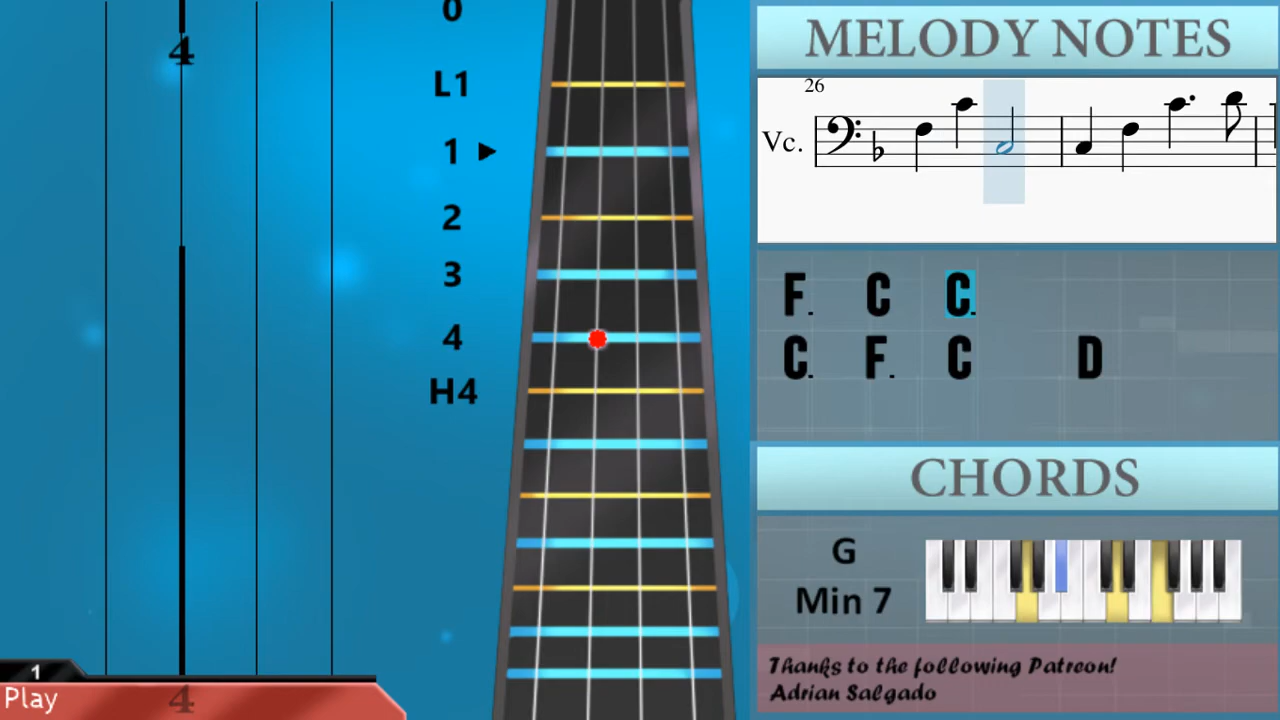 0
4
L1
1
2
3
4
H4
1
Play
4
MELODY NOTES
26
Vc.
F. C C.
C. F. C D
CHORDS
G
Min 7
Thanks to the following Patreon!
Adrian Salgado